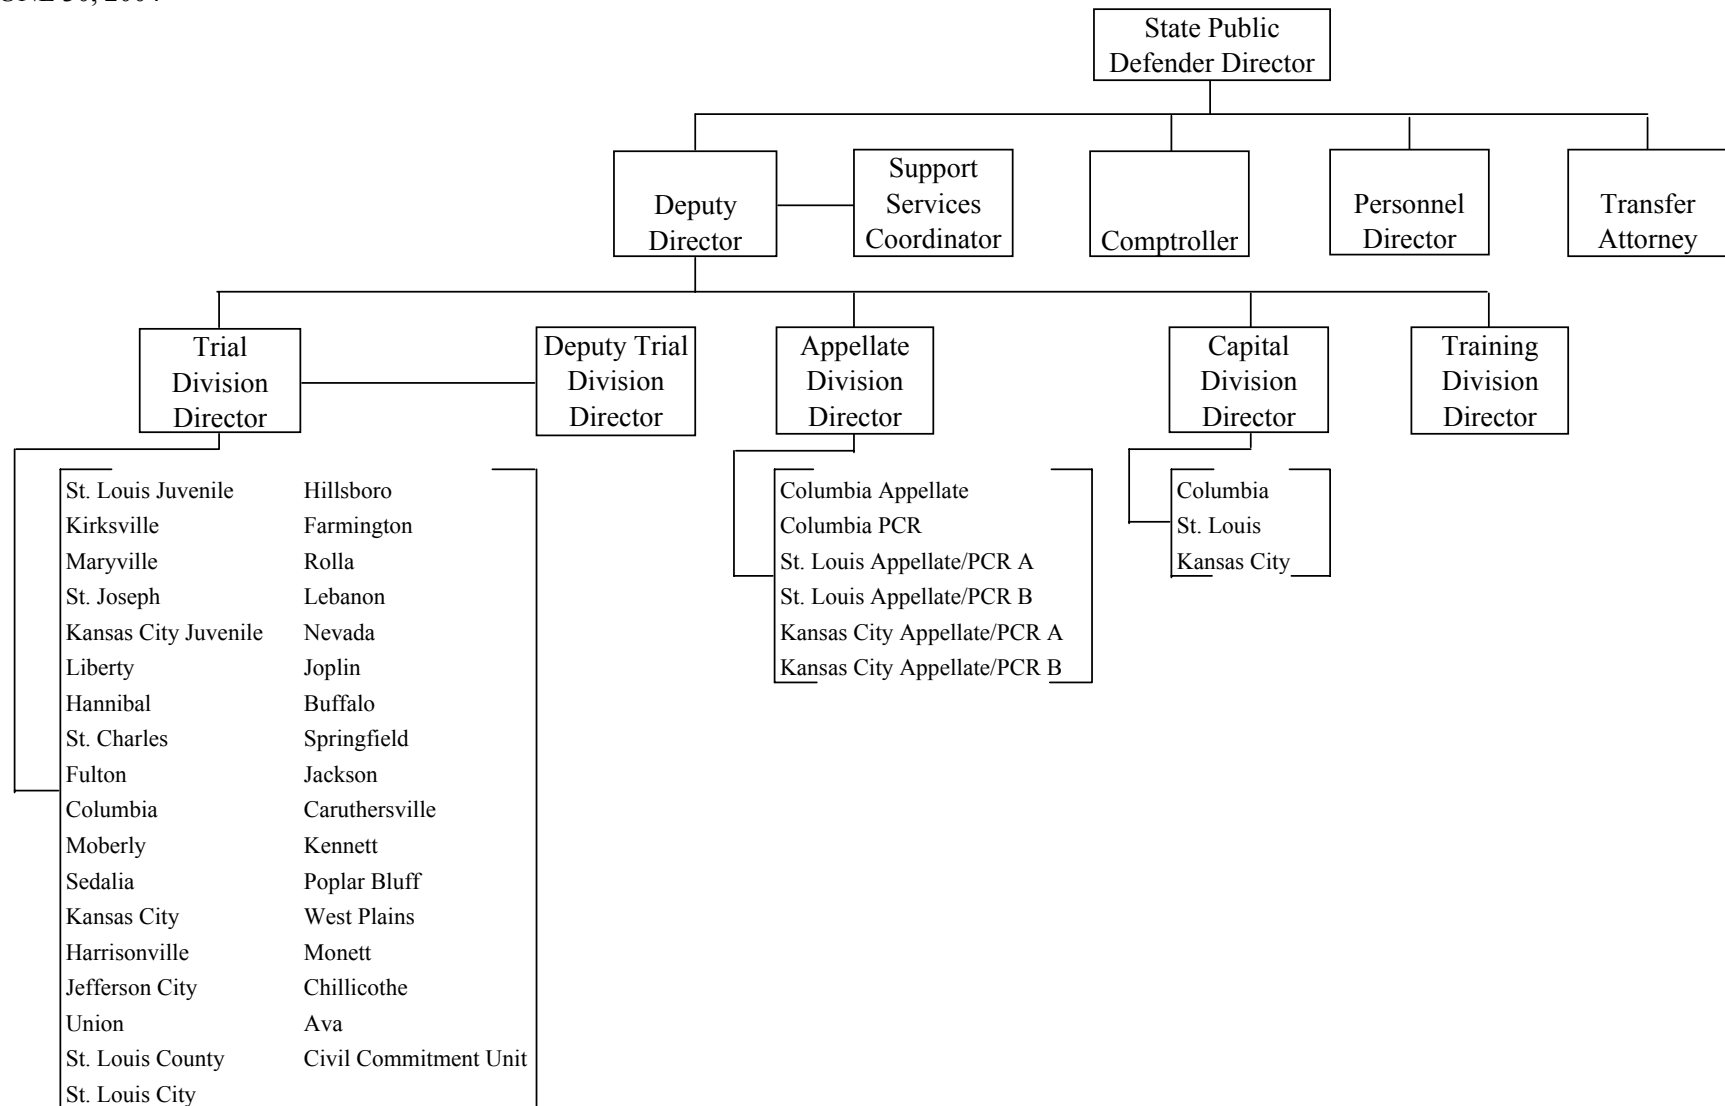 State Public
Defender Director
Deputy
Director
Support
Services
Coordinator
Comptroller
Personnel
Director
Transfer
Attorney
Trial
Division
Director
Deputy Trial
Division
Director
Appellate
Division
Director
Capital
Division
Director
Training
Division
Director
St. Louis Juvenile
Kirksville
Maryville
St. Joseph
Kansas City Juvenile
Liberty
Hannibal
St. Charles
Fulton
Columbia
Moberly
Sedalia
Kansas City
Harrisonville
Jefferson City
Union
St. Louis County
St. Louis City
Hillsboro
Farmington
Rolla
Lebanon
Nevada
Joplin
Buffalo
Springfield
Jackson
Caruthersville
Kennett
Poplar Bluff
West Plains
Monett
Chillicothe
Ava
Civil Commitment Unit
Columbia Appellate
Columbia PCR
St. Louis Appellate/PCR A
St. Louis Appellate/PCR B
Kansas City Appellate/PCR A
Kansas City Appellate/PCR B
Columbia
St. Louis
Kansas City